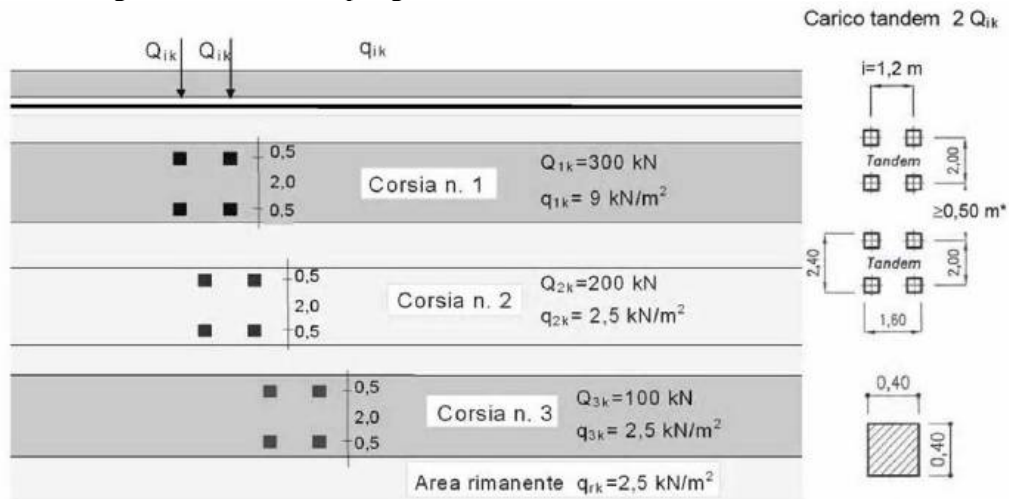 Carico tandem 2 Qik
Qik Qik qik
i=1,2 m
0,5
2,0
0,5
Corsia n. 1
Q1k=300 kN
q1k= 9 kN/m²
Tandem
2,00
≥0,50 m*
0,5
2,0
0,5
Corsia n. 2
Q2k=200 kN
q2k= 2,5 kN/m²
2,40
Tandem
2,00
1,60
0,5
2,0
0,5
Corsia n. 3
Q3k=100 kN
q3k= 2,5 kN/m²
0,40
0,40
Area rimanente qrk=2,5 kN/m²